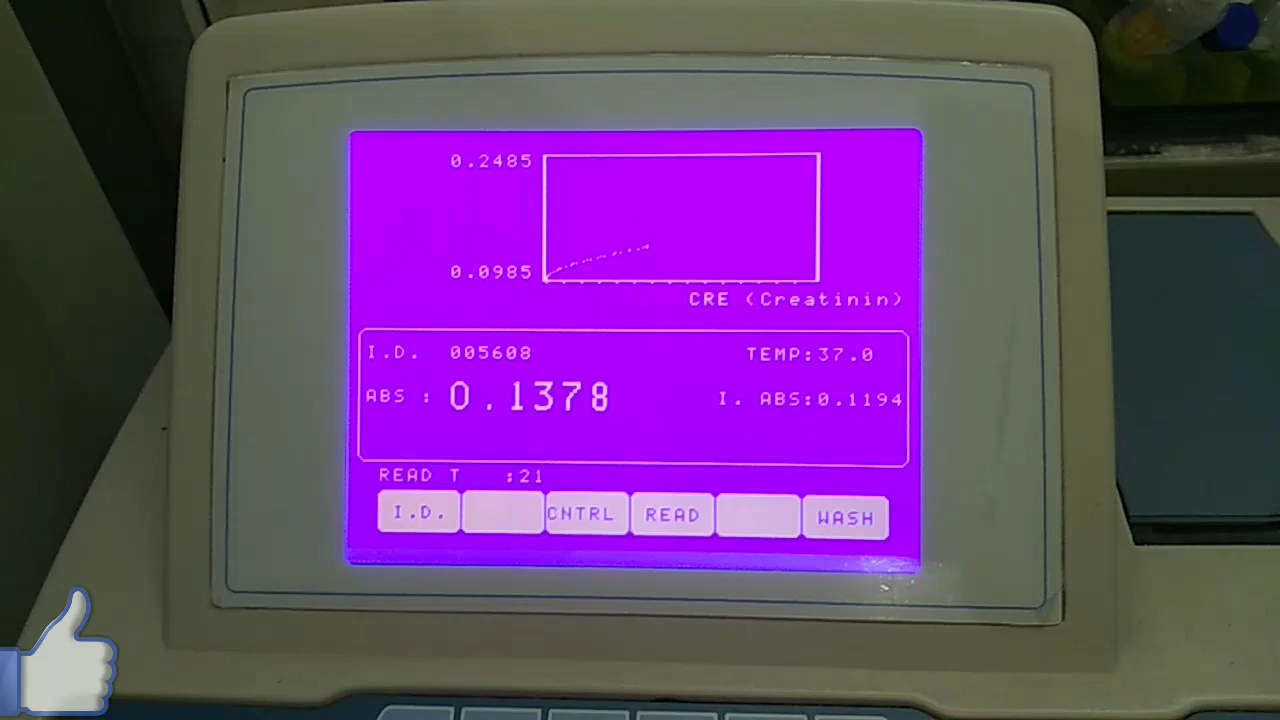 0.2485
0.0985
CRE (Creatinin)
I.D. 005608 TEMP:37.0
ABS : 0.1378 I. ABS:0.1194
READ T :21
I.D. CNTRL READ WASH